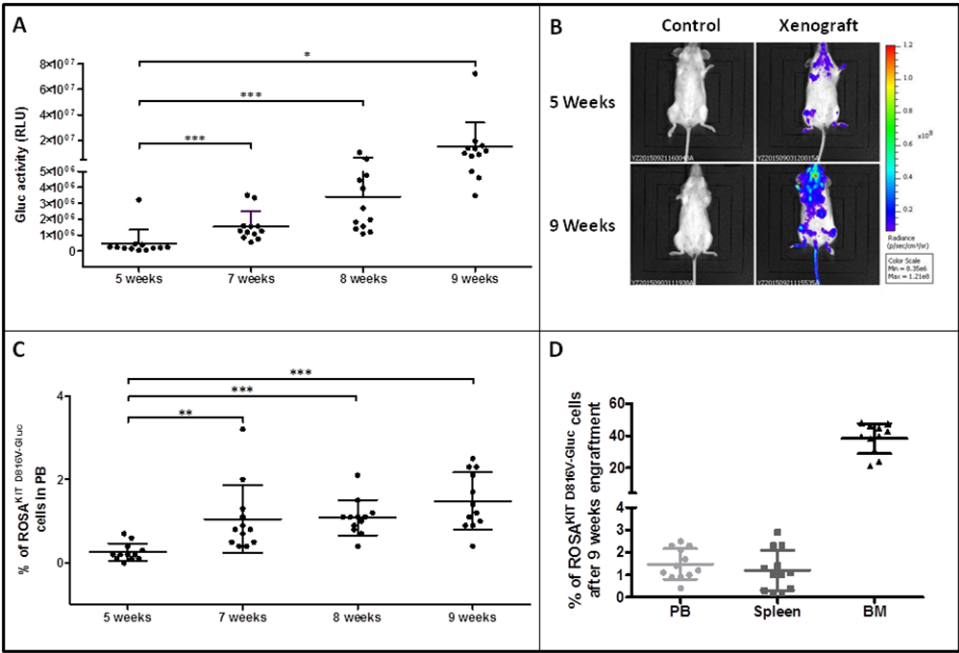 A
Gluc activity (RLU)
8×10⁰⁷
6×10⁰⁷
4×10⁰⁷
2×10⁰⁷
5×10⁰⁶
4×10⁰⁶
3×10⁰⁶
2×10⁰⁶
1×10⁰⁶
0
*
***
***
5 weeks 7 weeks 8 weeks 9 weeks
B
Control Xenograft
5 Weeks
9 Weeks
1.2
1.0
0.8
0.6
0.4
0.2
×10⁸
Radiance
(p/sec/cm²/sr)
Color Scale
Min = 8.35e6
Max = 1.21e8
C
% of ROSA^KIT D816V-Gluc
cells in PB
4
2
0
***
***
**
5 weeks 7 weeks 8 weeks 9 weeks
D
% of ROSA^KIT D816V-Gluc cells
after 9 weeks engraftment
60
40
20
4
3
2
1
0
PB Spleen BM